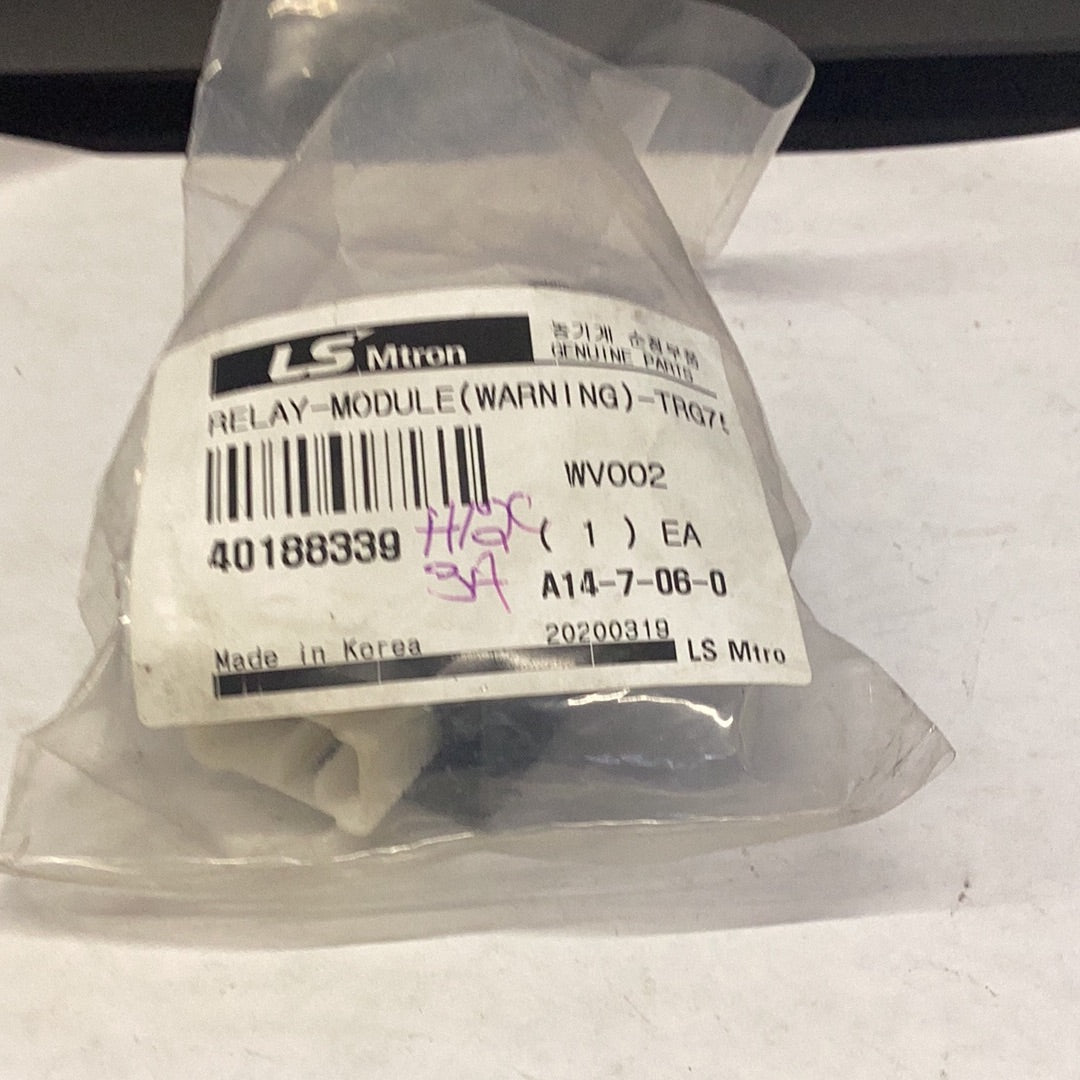 LS Mtron
농기계 순정부품
GENUINE PARTS
RELAY-MODULE(WARNING)-TRG75
WV002
40188339
( 1 ) EA
3A
A14-7-06-0
20200319
Made in Korea
LS Mtro